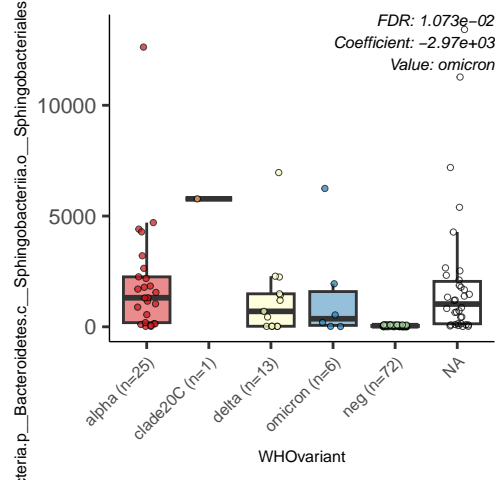 FDR: 1.073e−02
Coefficient: −2.97e+03
Value: omicron
cteria.p__Bacteroidetes.c__Sphingobacteriia.o__Sphingobacteriales
10000
5000
0
alpha (n=25)
clade20C (n=1)
delta (n=13)
omicron (n=6)
neg (n=72)
NA
WHOvariant